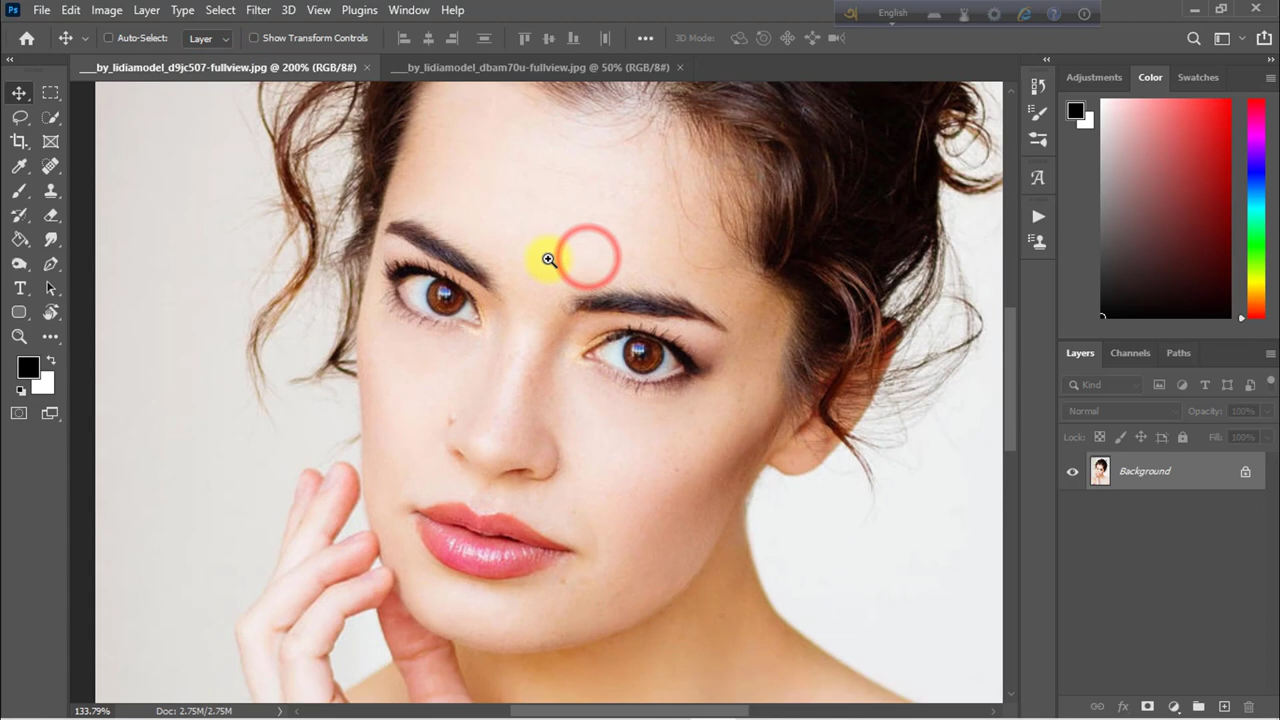 Ps File Edit Image Layer Type Select Filter 3D View Plugins Window Help
English
Auto-Select: Layer Show Transform Controls 3D Mode:
___by_lidiamodel_d9jc507-fullview.jpg @ 200% (RGB/8#) × ___by_lidiamodel_dbam70u-fullview.jpg @ 50% (RGB/8#) ×
Adjustments Color Swatches
Layers Channels Paths
Kind
Normal Opacity: 100%
Lock: Fill: 100%
Background
133.79% Doc: 2.75M/2.75M